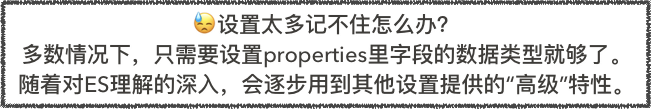 😓设置太多记不住怎么办？
多数情况下，只需要设置properties里字段的数据类型就够了。
随着对ES理解的深入，会逐步用到其他设置提供的“高级”特性。